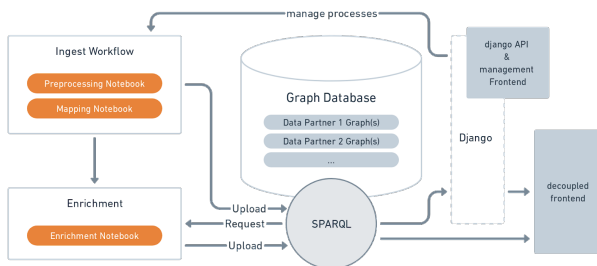 manage processes
Ingest Workflow
Preprocessing Notebook
Mapping Notebook
Graph Database
Data Partner 1 Graph(s)
Data Partner 2 Graph(s)
...
django API
&
management
Frontend
Django
decoupled
frontend
Enrichment
Enrichment Notebook
Upload
Request
Upload
SPARQL